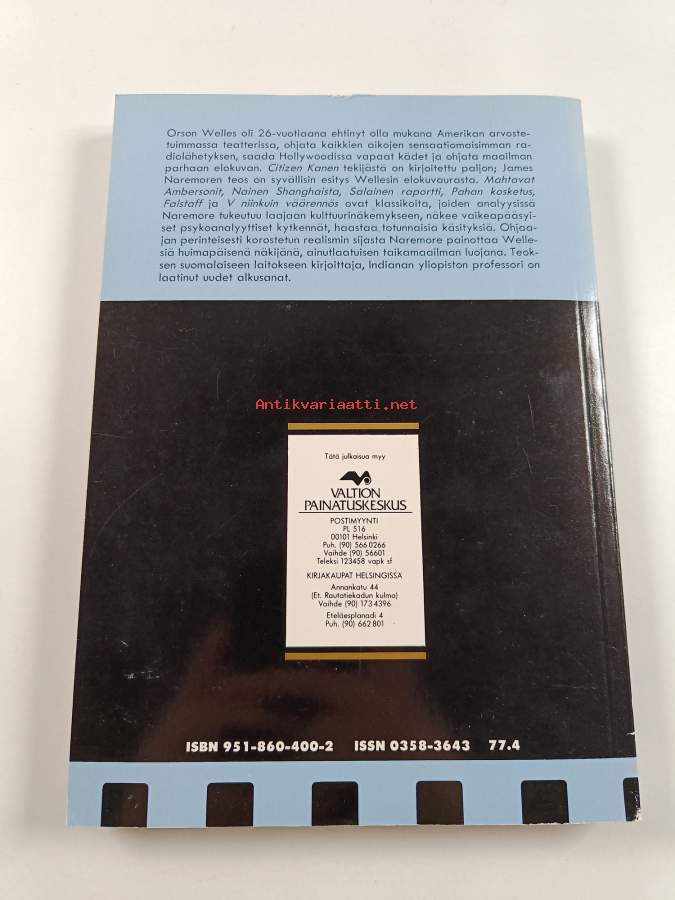 Orson Welles oli 26-vuotiaana ehtinyt olla mukana Amerikan arvoste-
tuimmassa teatterissa, ohjata kaikkien aikojen sensaatiomaisimman ra-
diolähetyksen, saada Hollywoodissa vapaat kädet ja ohjata maailman
parhaan elokuvan. Citizen Kanen tekijästä on kirjoitettu paljon; James
Naremoren teos on syvällisin esitys Wellesin elokuvaurasta. Mahtavat
Ambersonit, Nainen Shanghaista, Salainen raportti, Pahan kosketus,
Falstaff ja V niinkuin väärennös ovat klassikoita, joiden analyysissä
Naremore tukeutuu laajaan kulttuurinäkemykseen, näkee vaikeapääsyi-
set psykoanalyyttiset kytkennät, haastaa totunnaisia käsityksiä. Ohjaa-
jan perinteisesti korostetun realismin sijasta Naremore painottaa Welle-
siä huimapäisenä näkijänä, ainutlaatuisen taikamaailman luojana. Teok-
sen suomalaiseen laitokseen kirjoittaja, Indianan yliopiston professori on
laatinut uudet alkusanat.
Antikvariaatti.net
Tätä julkaisua myy
VALTION
PAINATUSKESKUS
POSTIMYYNTI
PL 516
00101 Helsinki
Puh. (90) 566 0266
Vaihde (90) 56601
Teleksi 123458 vapk sf
KIRJAKAUPAT HELSINGISSÄ
Annankatu 44
(Et. Rautatiekadun kulma)
Vaihde (90) 173 4396
Eteläesplanadi 4
Puh. (90) 662 801
ISBN 951-860-400-2 ISSN 0358-3643 77.4